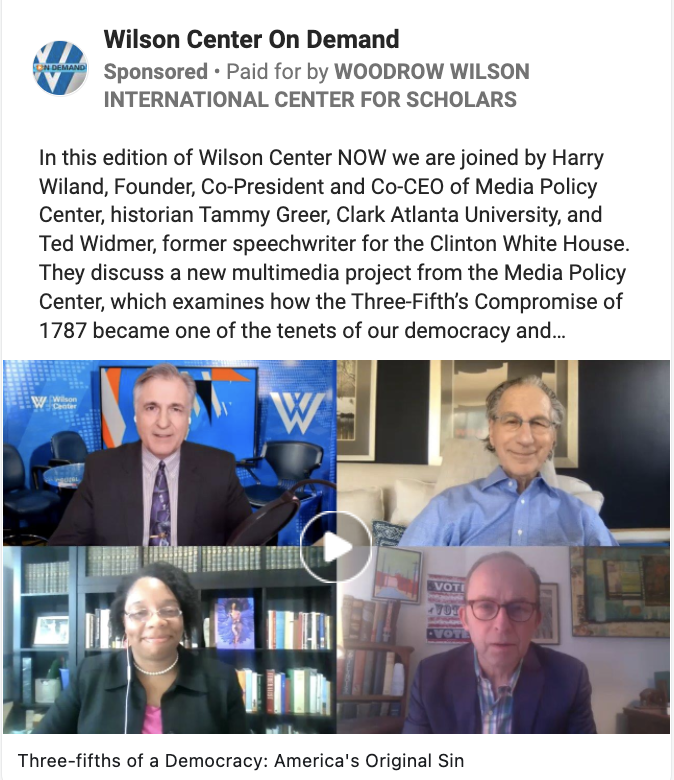 Wilson Center On Demand
ON DEMAND
Sponsored • Paid for by WOODROW WILSON
INTERNATIONAL CENTER FOR SCHOLARS
In this edition of Wilson Center NOW we are joined by Harry
Wiland, Founder, Co-President and Co-CEO of Media Policy
Center, historian Tammy Greer, Clark Atlanta University, and
Ted Widmer, former speechwriter for the Clinton White House.
They discuss a new multimedia project from the Media Policy
Center, which examines how the Three-Fifth's Compromise of
1787 became one of the tenets of our democracy and...
Wilson
Center
VOTE
VOT
VOTE
Three-fifths of a Democracy: America's Original Sin